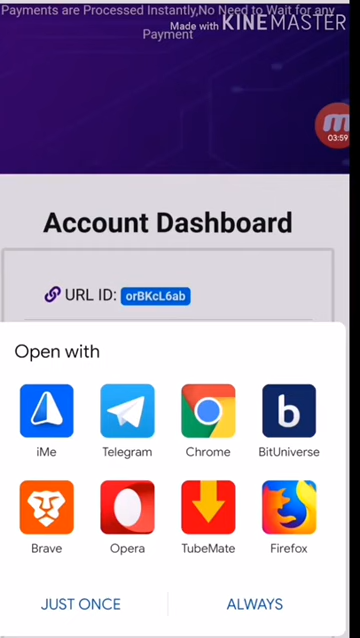 Payments are Processed Instantly,No Need to Wait for any
Payment
Made with KINEMASTER
03:59
Account Dashboard
URL ID: orBKcL6ab
Open with
iMe
Telegram
Chrome
BitUniverse
Brave
Opera
TubeMate
Firefox
JUST ONCE
ALWAYS